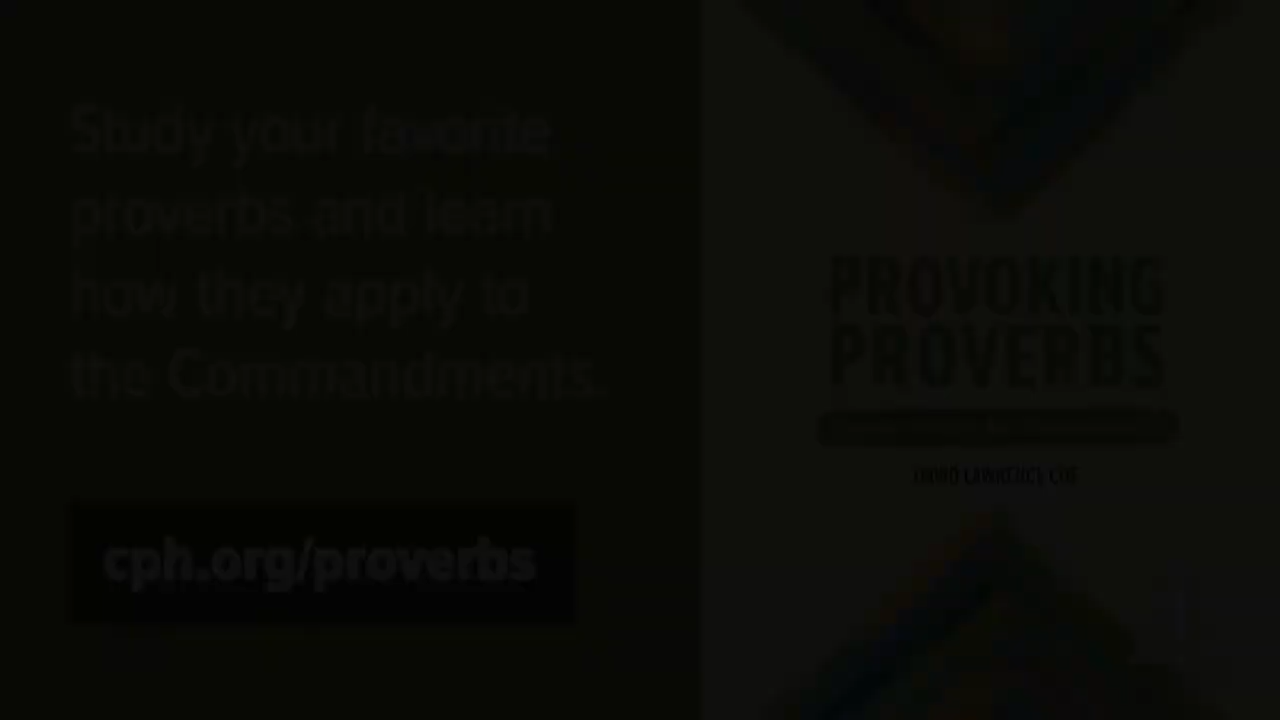 Study your favorite
proverbs and learn
how they apply to
the Commandments.
cph.org/proverbs
PROVOKING
PROVERBS